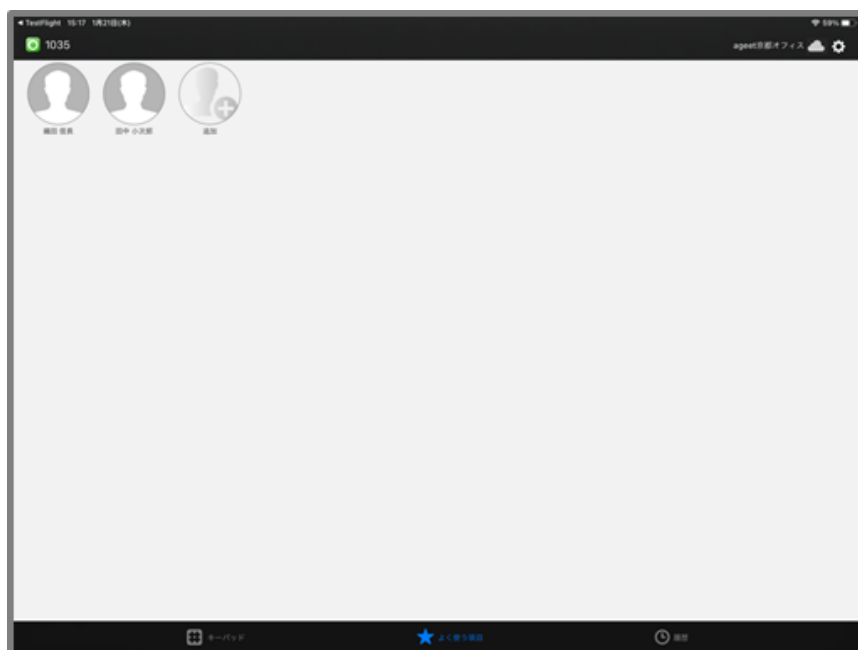 ◀ TestFlight 15:17 1月21日(木) 59%
1035 ageet京都オフィス
織田 信長 田中 小次郎 追加
キーパッド よく使う項目 履歴